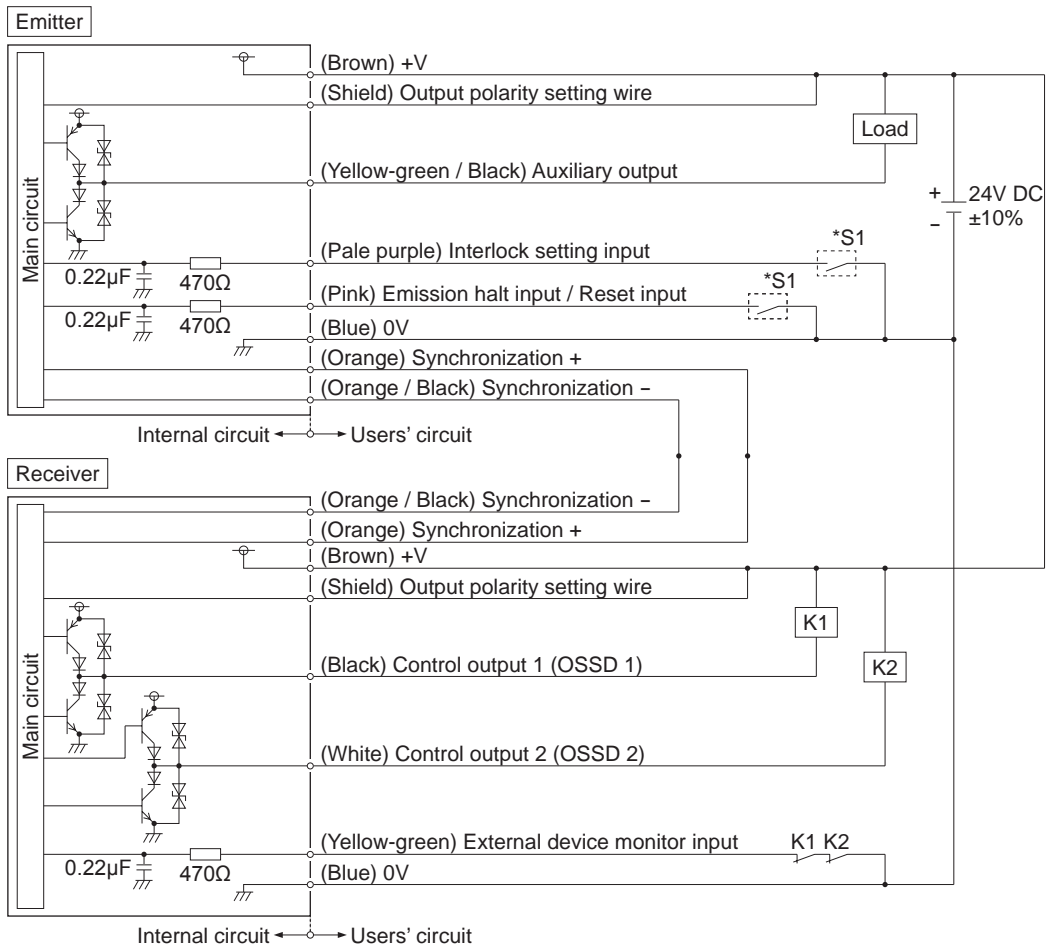 Emitter
(Brown) +V
(Shield) Output polarity setting wire
Load
(Yellow-green / Black) Auxiliary output
Main circuit
+
24V DC
±10%
−
*S1
(Pale purple) Interlock setting input
0.22μF
470Ω
*S1
(Pink) Emission halt input / Reset input
0.22μF
470Ω
(Blue) 0V
(Orange) Synchronization +
(Orange / Black) Synchronization −
Internal circuit
Users' circuit
Receiver
(Orange / Black) Synchronization −
(Orange) Synchronization +
(Brown) +V
(Shield) Output polarity setting wire
K1
(Black) Control output 1 (OSSD 1)
K2
Main circuit
(White) Control output 2 (OSSD 2)
(Yellow-green) External device monitor input
K1 K2
0.22μF
470Ω
(Blue) 0V
Internal circuit
Users' circuit